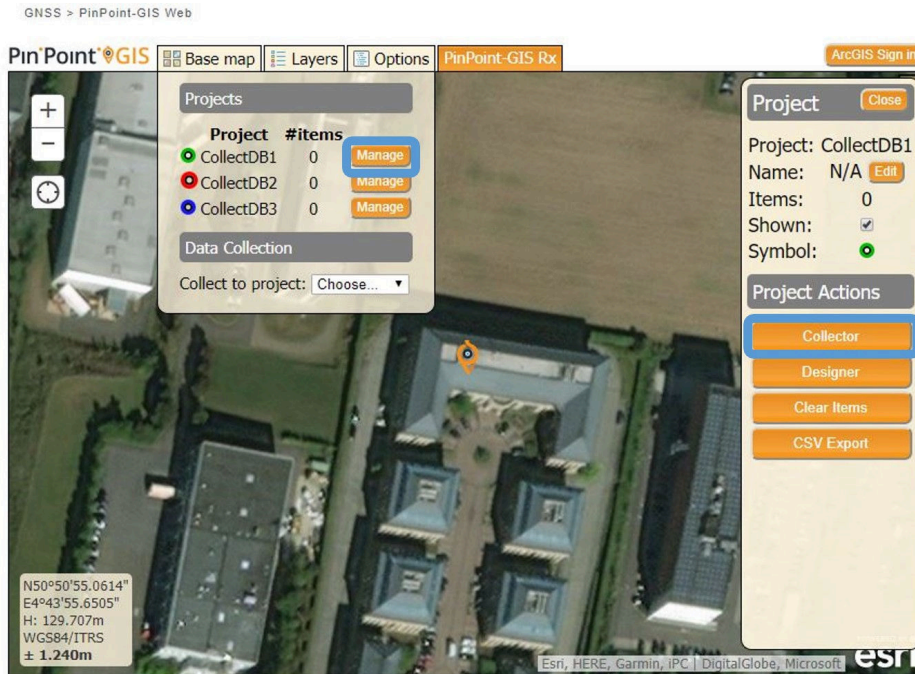 GNSS > PinPoint-GIS Web
PinPoint GIS
Base map
Layers
Options
PinPoint-GIS Rx
ArcGIS Sign in
+
−
Projects
Project #items
CollectDB1 0 Manage
CollectDB2 0 Manage
CollectDB3 0 Manage
Data Collection
Collect to project: Choose... ▼
Project Close
Project: CollectDB1
Name: N/A Edit
Items: 0
Shown:
Symbol:
Project Actions
Collector
Designer
Clear Items
CSV Export
N50°50'55.0614"
E4°43'55.6505"
H: 129.707m
WGS84/ITRS
± 1.240m
Esri, HERE, Garmin, iPC | DigitalGlobe, Microsoft
esri